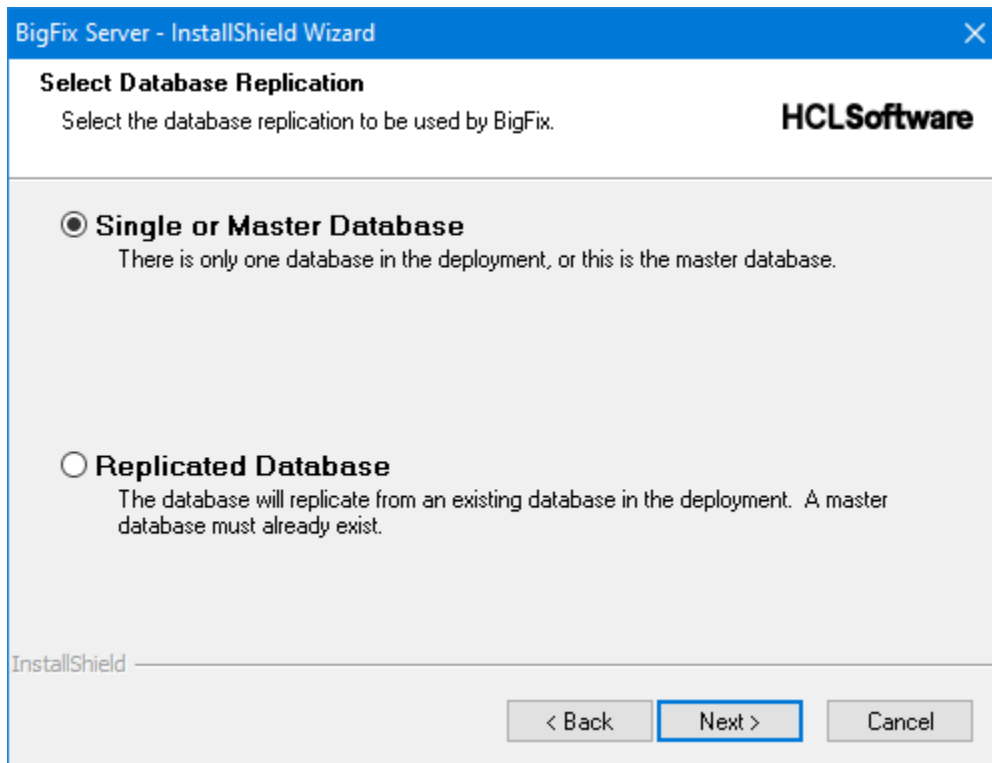 BigFix Server - InstallShield Wizard
Select Database Replication
Select the database replication to be used by BigFix.
HCLSoftware
Single or Master Database
There is only one database in the deployment, or this is the master database.
Replicated Database
The database will replicate from an existing database in the deployment.  A master
database must already exist.
InstallShield
< Back
Next >
Cancel